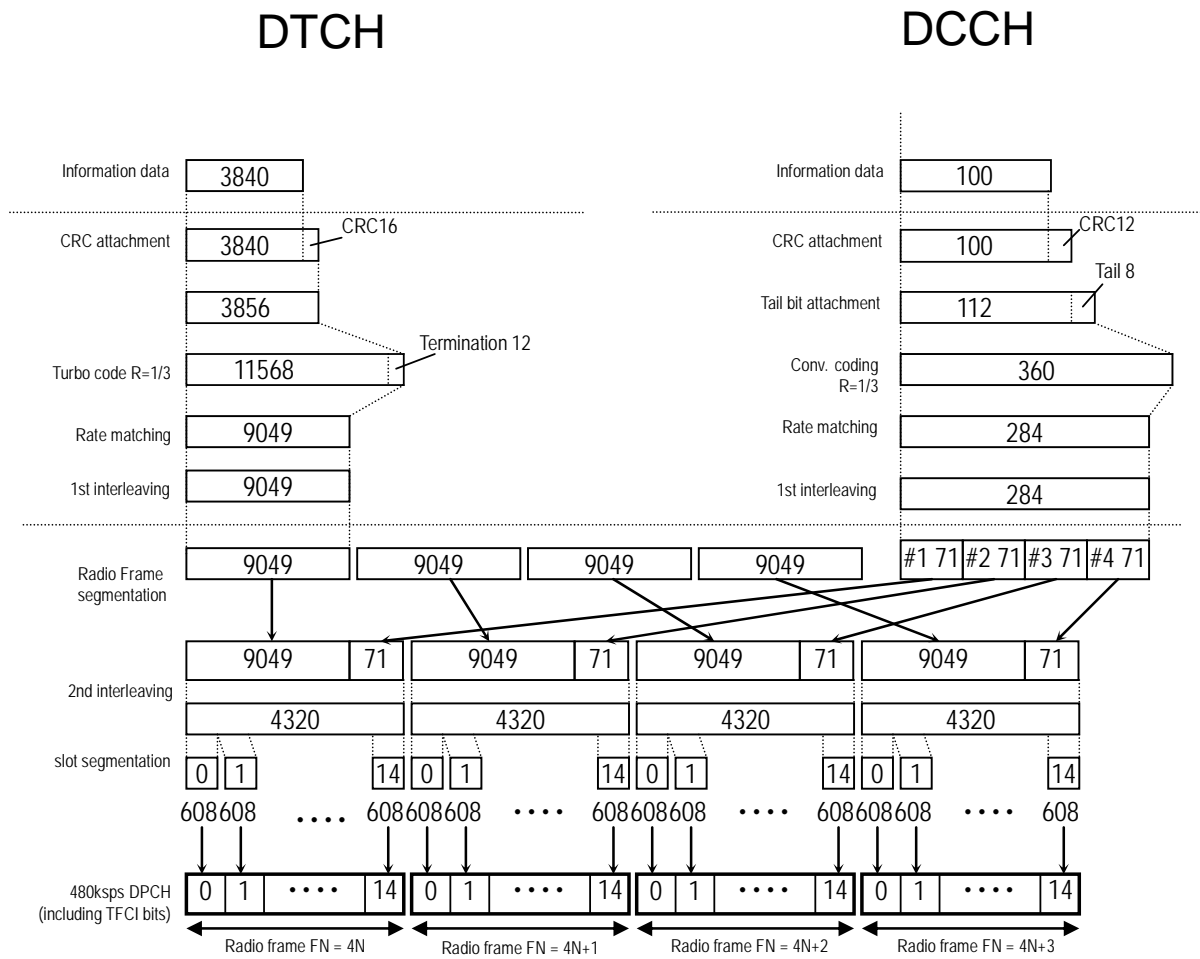 DTCH DCCH
Information data 3840 Information data 100
CRC attachment 3840 CRC16 CRC attachment 100 CRC12
3856 Tail bit attachment 112 Tail 8
Turbo code R=1/3 11568 Termination 12 Conv. coding R=1/3 360
Rate matching 9049 Rate matching 284
1st interleaving 9049 1st interleaving 284
Radio Frame segmentation 9049 9049 9049 9049 #1 71 #2 71 #3 71 #4 71
9049 71 9049 71 9049 71 9049 71
2nd interleaving
4320 4320 4320 4320
slot segmentation 0 1 14 0 1 14 0 1 14 0 1 14
608 608 •••• 608 608 608 •••• 608 608 608 •••• 608 608 608 •••• 608
480ksps DPCH (including TFCI bits) 0 1 •••• 14 0 1 •••• 14 0 1 •••• 14 0 1 •••• 14
Radio frame FN = 4N Radio frame FN = 4N+1 Radio frame FN = 4N+2 Radio frame FN = 4N+3